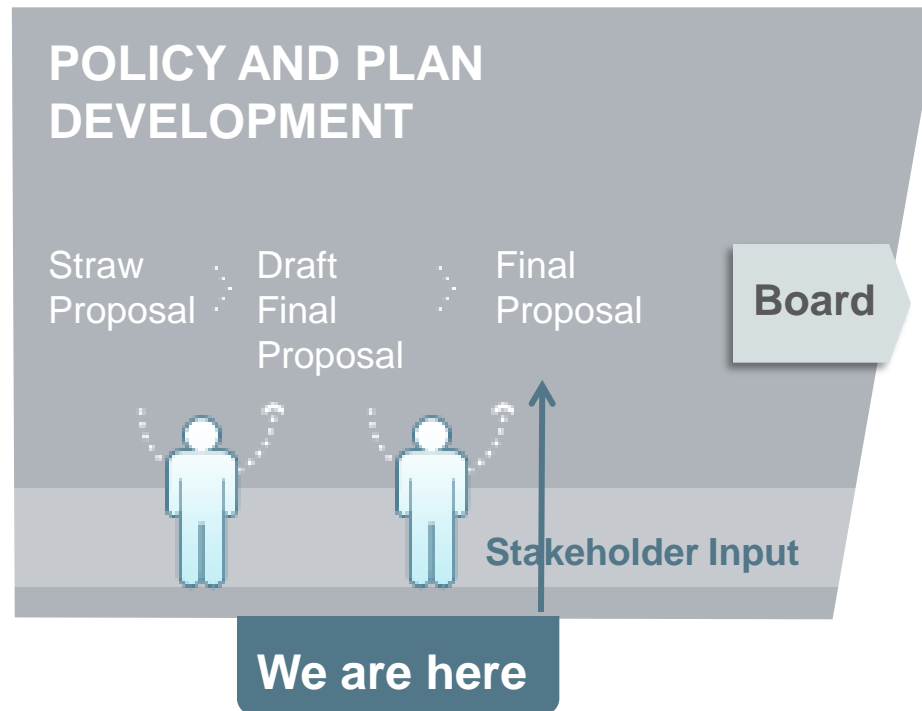 POLICY AND PLAN
DEVELOPMENT
Straw
Proposal
Draft
Final
Proposal
Final
Proposal
Board
Stakeholder Input
We are here